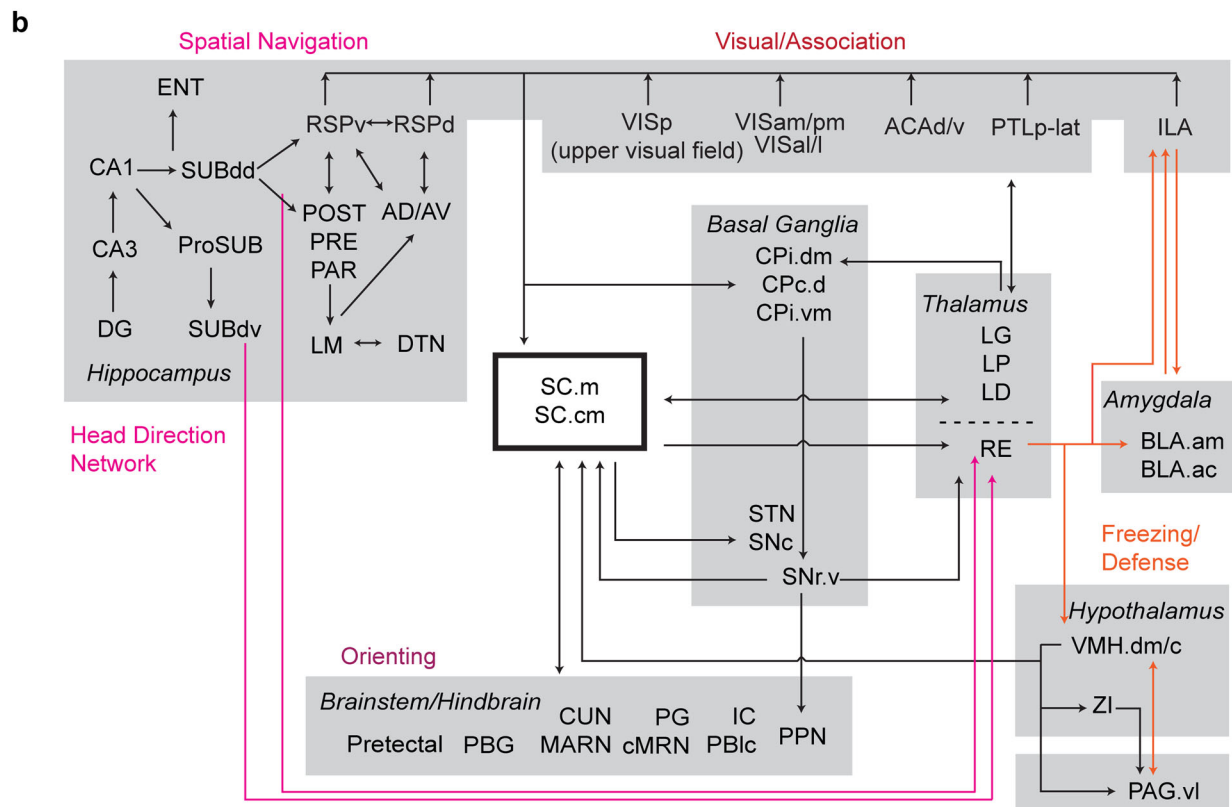 b
Spatial Navigation
Visual/Association
ENT
RSPv
RSPd
CA1
SUBdd
POST
PRE
PAR
AD/AV
CA3
ProSUB
DG
SUBdv
LM
DTN
Hippocampus
VISp
(upper visual field)
VISam/pm
VISal/l
ACAd/v
PTLp-lat
ILA
Basal Ganglia
CPi.dm
CPc.d
CPi.vm
Thalamus
LG
LP
LD
RE
SC.m
SC.cm
Amygdala
BLA.am
BLA.ac
Head Direction
Network
STN
SNc
SNr.v
Freezing/
Defense
Hypothalamus
VMH.dm/c
ZI
PAG.vl
Orienting
Brainstem/Hindbrain
CUN PG IC
Pretectal PBG MARN cMRN PBlc PPN